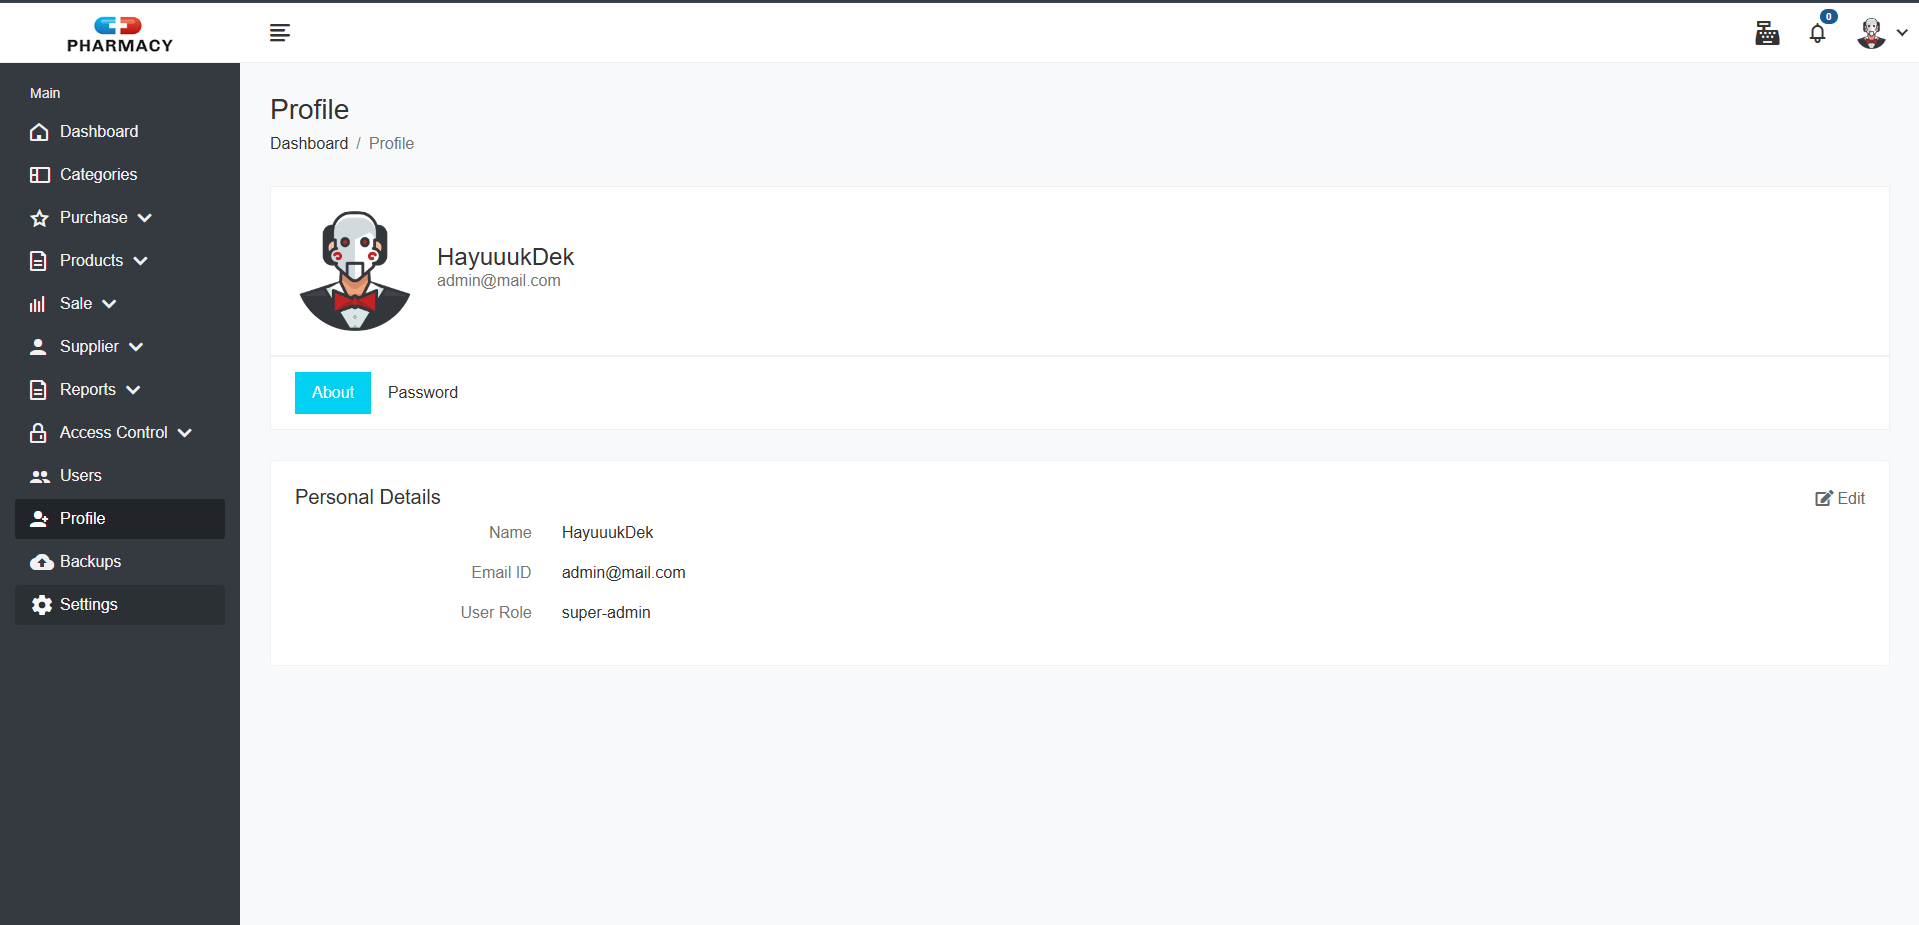 PHARMACY
0
Main
Dashboard
Categories
Purchase
Products
Sale
Supplier
Reports
Access Control
Users
Profile
Backups
Settings
Profile
Dashboard / Profile
HayuuukDek
admin@mail.com
About Password
Personal Details
Edit
Name HayuuukDek
Email ID admin@mail.com
User Role super-admin